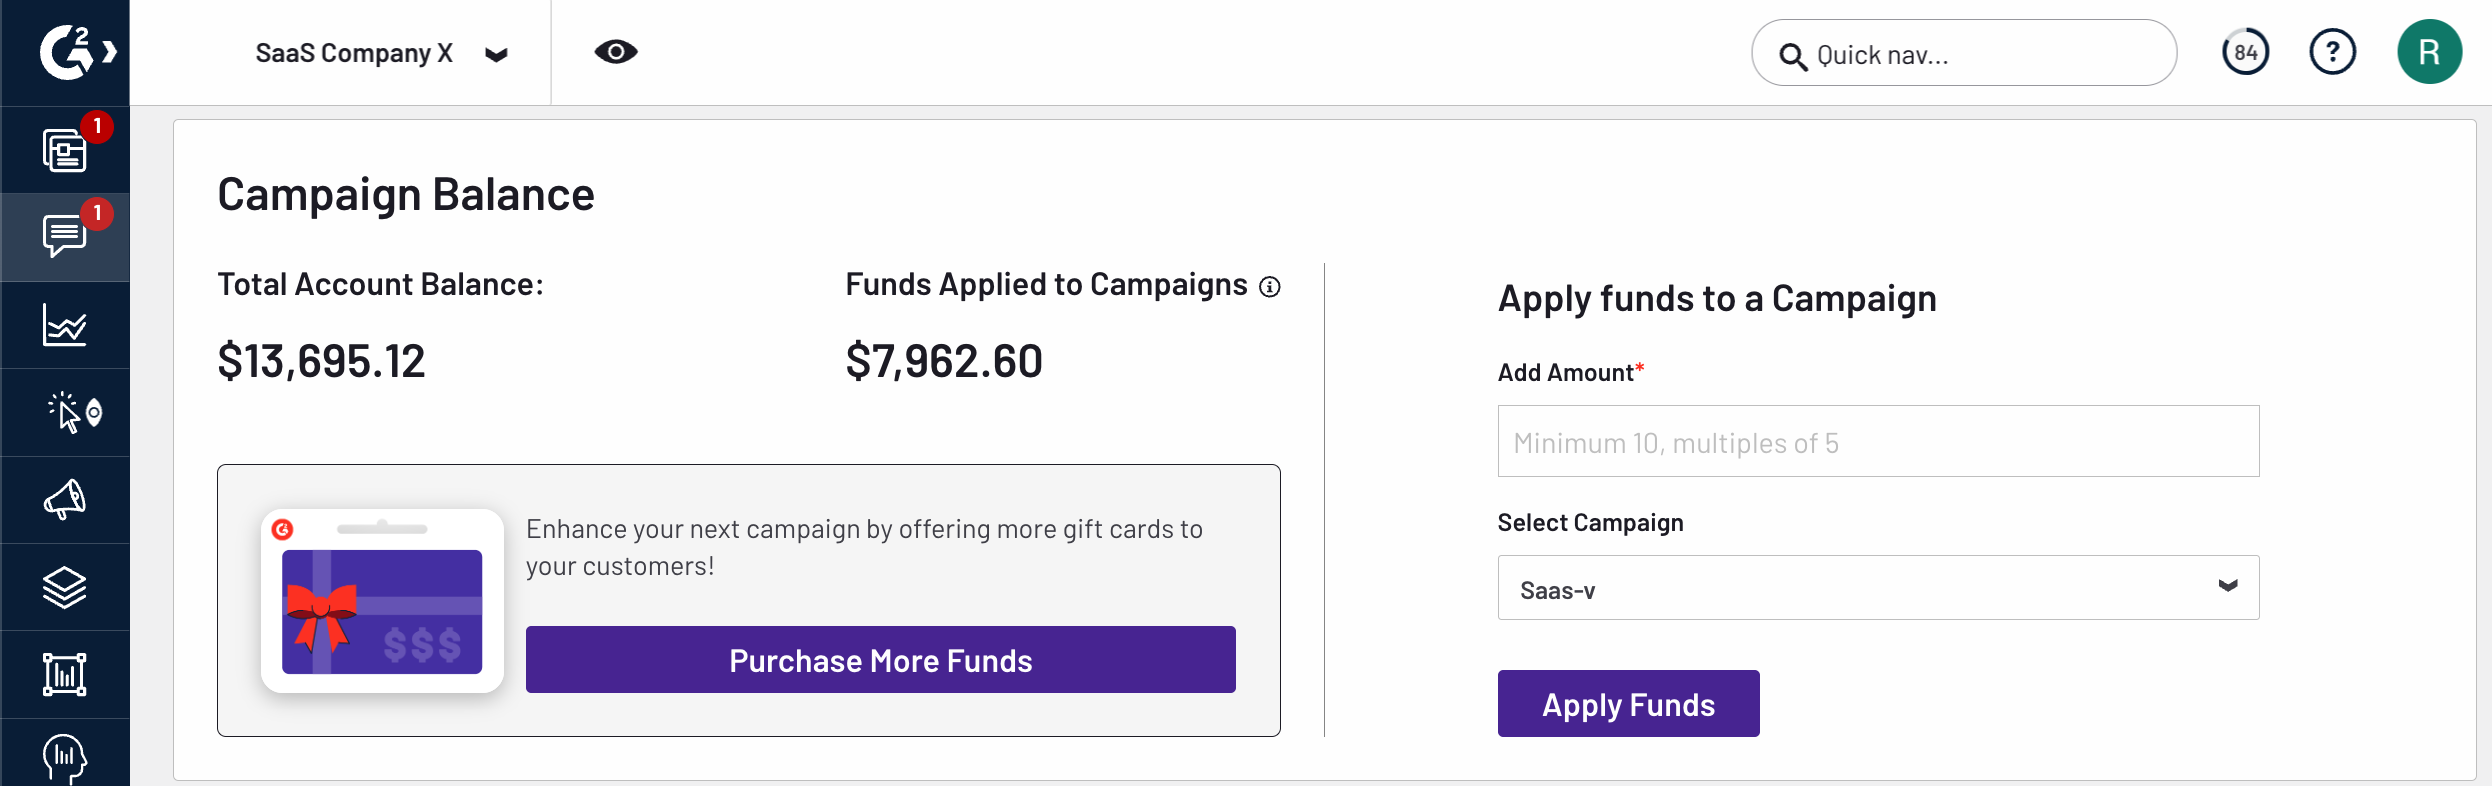 G2
SaaS Company X
Quick nav...
84
?
R
1
1
Campaign Balance
Total Account Balance:
$13,695.12
Funds Applied to Campaigns
$7,962.60
Enhance your next campaign by offering more gift cards to
your customers!
$$$
Purchase More Funds
Apply funds to a Campaign
Add Amount*
Minimum 10, multiples of 5
Select Campaign
Saas-v
Apply Funds